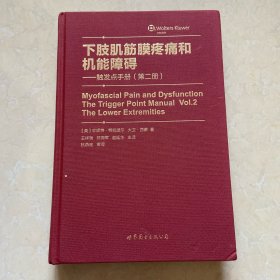 Wolters Kluwer
下肢肌筋膜疼痛和
机能障碍
——触发点手册（第二册）
Myofascial Pain and Dysfunction
The Trigger Point Manual Vol.2
The Lower Extremities
世界图书出版公司